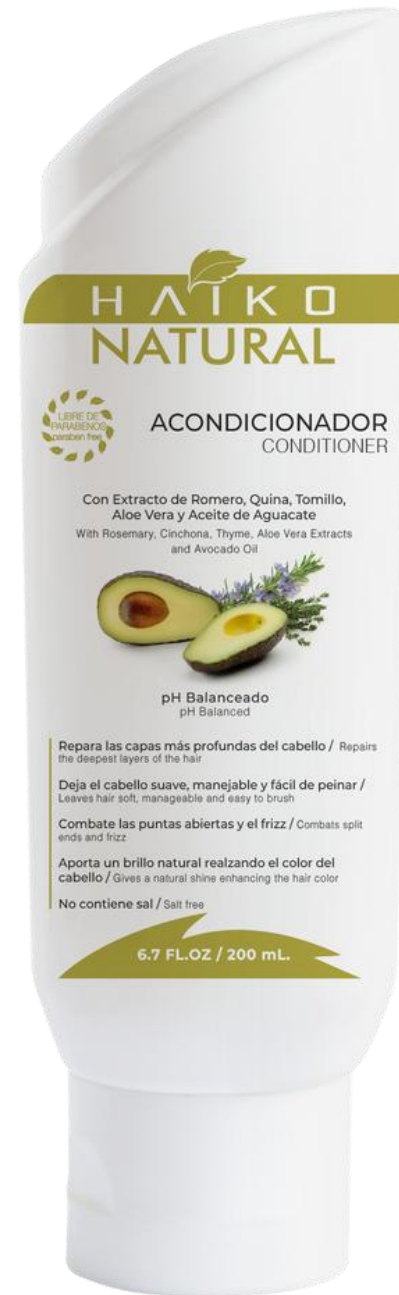 HAIKO
NATURAL
LIBRE DE
PARABENOS
paraben free
ACONDICIONADOR
CONDITIONER
Con Extracto de Romero, Quina, Tomillo,
Aloe Vera y Aceite de Aguacate
With Rosemary, Cinchona, Thyme, Aloe Vera Extracts
and Avocado Oil
pH Balanceado
pH Balanced
Repara las capas más profundas del cabello / Repairs
the deepest layers of the hair
Deja el cabello suave, manejable y fácil de peinar /
Leaves hair soft, manageable and easy to brush
Combate las puntas abiertas y el frizz / Combats split
ends and frizz
Aporta un brillo natural realzando el color del
cabello / Gives a natural shine enhancing the hair color
No contiene sal / Salt free
6.7 FL.OZ / 200 mL.